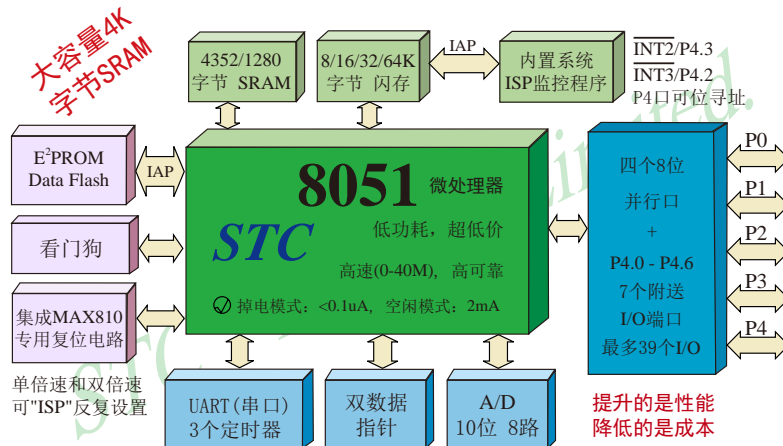 大容量4K
字节SRAM
4352/1280
字节 SRAM
8/16/32/64K
字节 闪存
IAP
内置系统
ISP监控程序
INT2/P4.3
INT3/P4.2
P4口可位寻址
E²PROM
Data Flash
IAP
看门狗
集成MAX810
专用复位电路
单倍速和双倍速
可"ISP"反复设置
8051 微处理器
STC
低功耗，超低价
高速(0-40M)，高可靠
掉电模式：<0.1uA，空闲模式：2mA
四个8位
并行口
+
P4.0 - P4.6
7个附送
I/O端口
最多39个I/O
P0
P1
P2
P3
P4
UART(串口)
3个定时器
双数据
指针
A/D
10位 8路
提升的是性能
降低的是成本
STC
Limited.